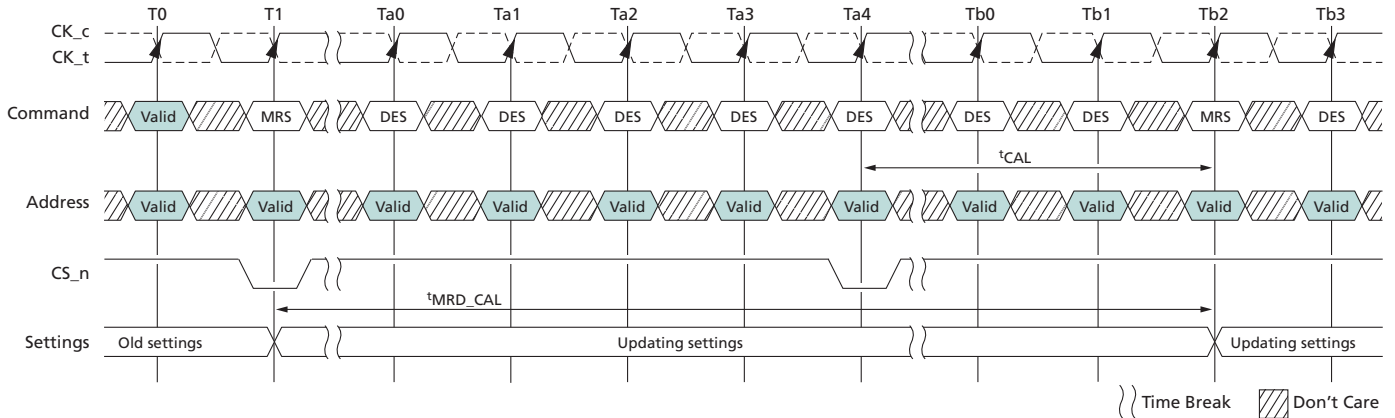 T0 T1 Ta0 Ta1 Ta2 Ta3 Ta4 Tb0 Tb1 Tb2 Tb3
CK_c
CK_t
Command Valid MRS DES DES DES DES DES DES DES MRS DES
tCAL
Address Valid Valid Valid Valid Valid Valid Valid Valid Valid Valid Valid
CS_n
tMRD_CAL
Settings Old settings Updating settings Updating settings
Time Break Don't Care